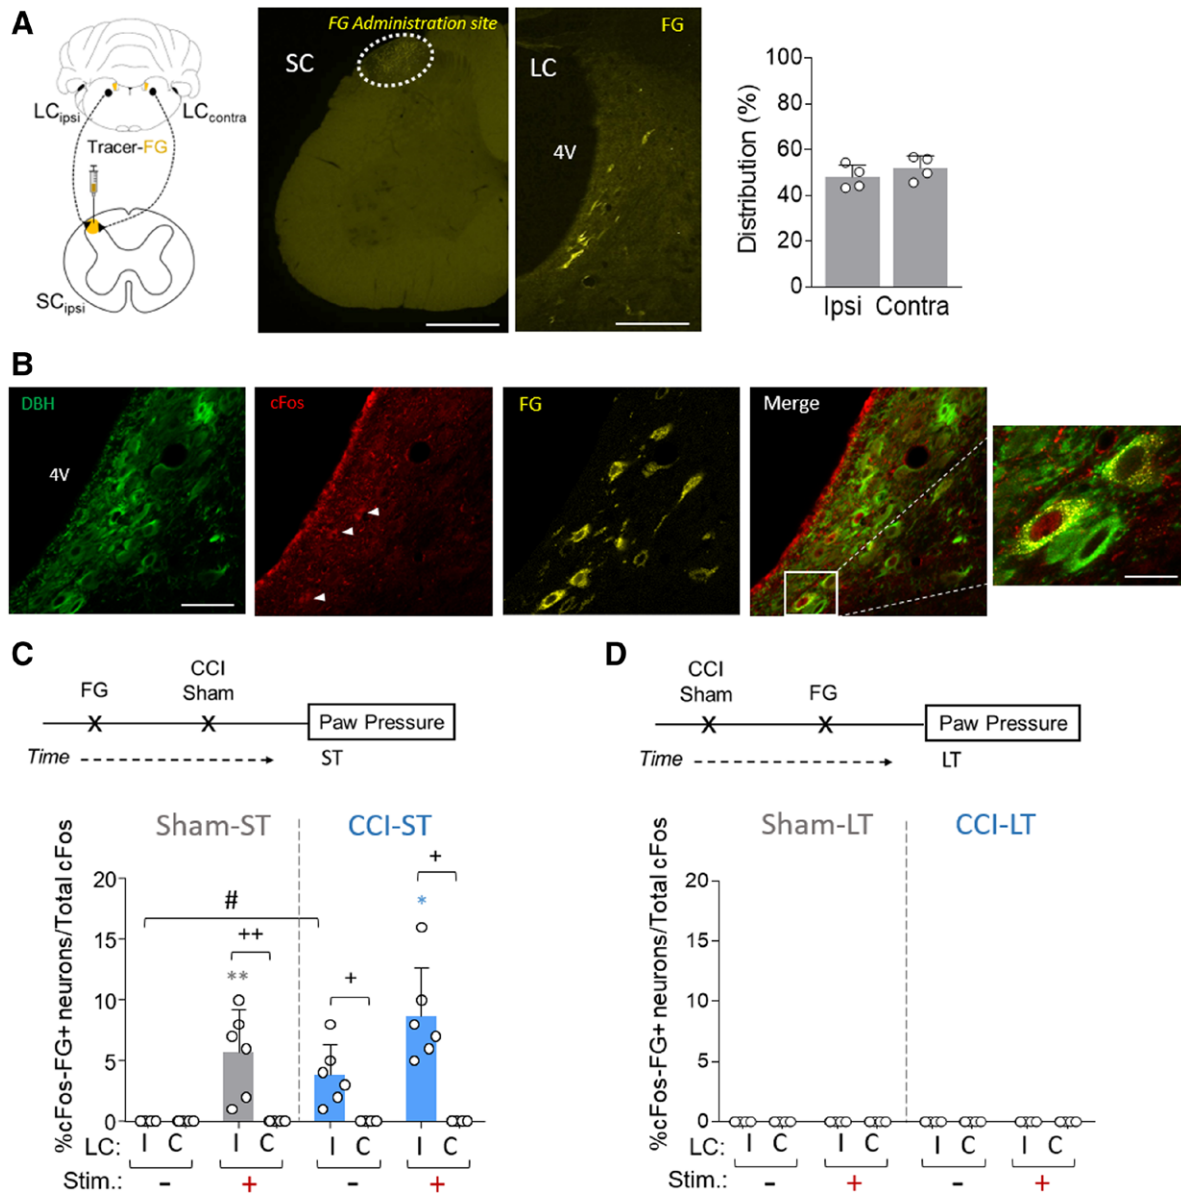 A
FG Administration site
SC
FG
LC
4V
LCipsi
LCcontra
Tracer-FG
SCipsi
Distribution (%)
100
80
60
40
20
0
Ipsi Contra
B
DBH
4V
cFos
FG
Merge
C
FG
CCI
Sham
Paw Pressure
Time
ST
Sham-ST
CCI-ST
%cFos-FG+ neurons/Total cFos
20
15
10
5
0
#
++
**
+
+
*
LC: I C I C I C I C
Stim.: - + - +
D
CCI
Sham
FG
Paw Pressure
Time
LT
Sham-LT
CCI-LT
%cFos-FG+ neurons/Total cFos
20
15
10
5
0
LC: I C I C I C I C
Stim.: - + - +